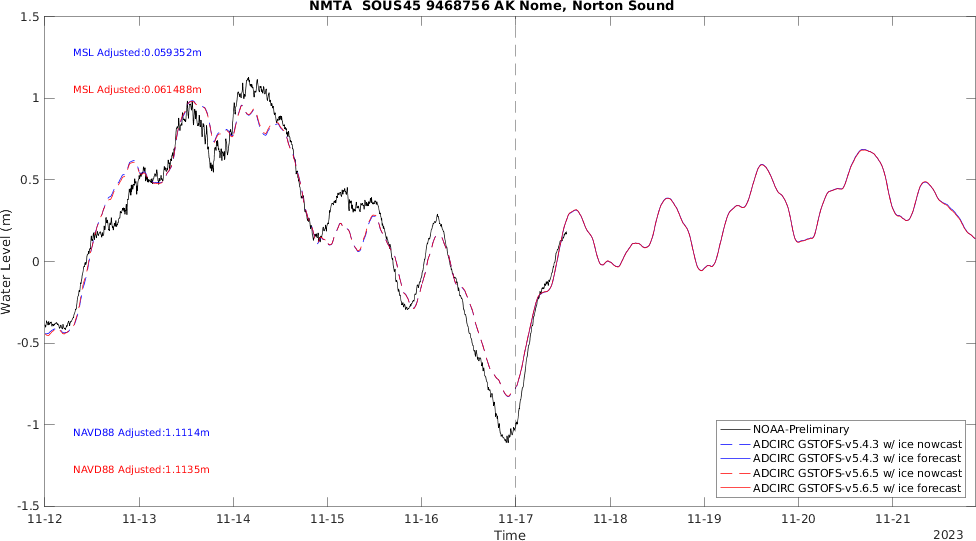 NMTA SOUS45 9468756 AK Nome, Norton Sound
1.5
MSL Adjusted:0.059352m
1
MSL Adjusted:0.061488m
0.5
0
Water Level (m)
-0.5
-1
NAVD88 Adjusted:1.1114m
NAVD88 Adjusted:1.1135m
-1.5
NOAA-Preliminary
ADCIRC GSTOFS-v5.4.3 w/ ice nowcast
ADCIRC GSTOFS-v5.4.3 w/ ice forecast
ADCIRC GSTOFS-v5.6.5 w/ ice nowcast
ADCIRC GSTOFS-v5.6.5 w/ ice forecast
11-12 11-13 11-14 11-15 11-16 11-17 11-18 11-19 11-20 11-21
Time
2023